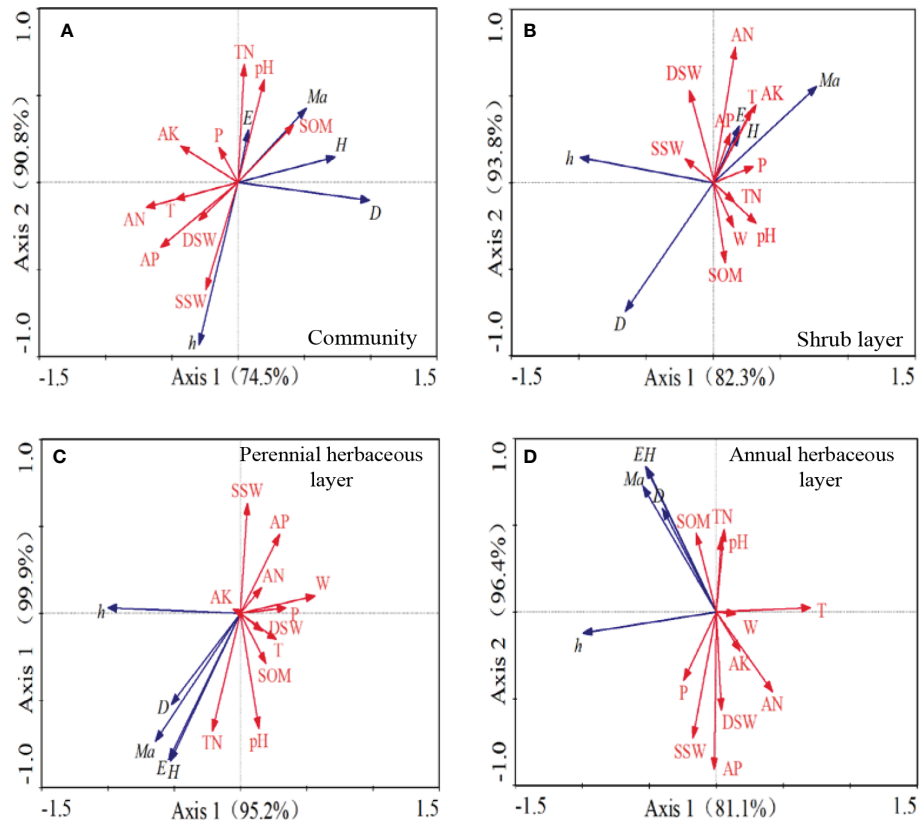 A
1.0
Axis 2 (90.8%)
-1.0
TN
pH
Ma
E
SOM
AK
P
H
AN
T
D
DSW
AP
SSW
h
Community
-1.5
Axis 1 (74.5%)
1.5
B
1.0
Axis 2 (93.8%)
-1.0
AN
DSW
Ma
T
AK
AP
E
H
SSW
h
P
TN
W
pH
SOM
D
Shrub layer
-1.5
Axis 1 (82.3%)
1.5
C
Perennial herbaceous
layer
1.0
Axis 1 (99.9%)
-1.0
SSW
AP
AN
W
AK
h
P
DSW
T
SOM
D
TN
pH
Ma
E
H
-1.5
Axis 1 (95.2%)
1.5
D
Annual herbaceous
layer
1.0
Axis 2 (96.4%)
-1.0
EH
Ma
D
SOM
TN
pH
T
W
h
AK
P
AN
DSW
SSW
AP
-1.5
Axis 1 (81.1%)
1.5